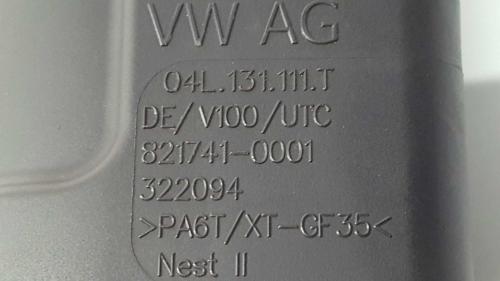 VW AG
04L.131.111.T
DE/V100/UTC
821741-0001
322094
>PA6T/XT-GF35<
Nest II